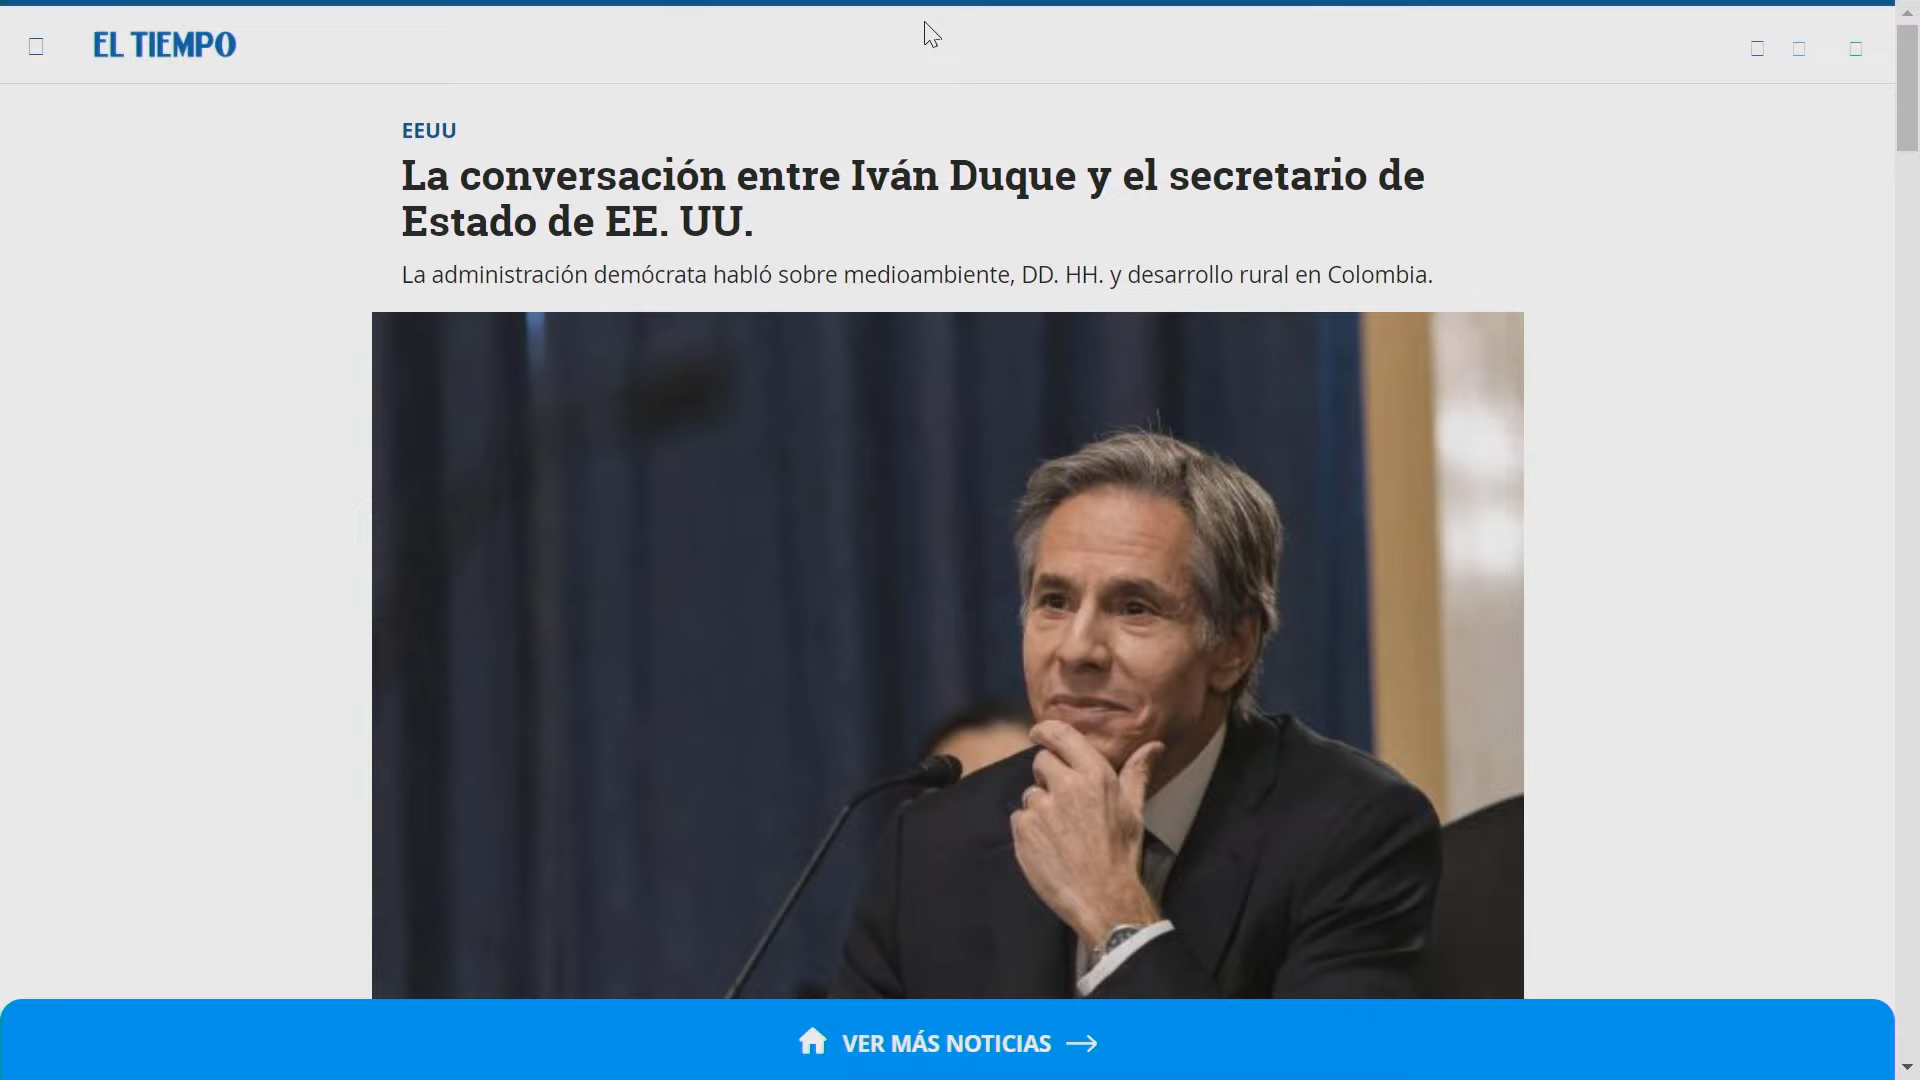 EL TIEMPO
EEUU
La conversación entre Iván Duque y el secretario de
Estado de EE. UU.
La administración demócrata habló sobre medioambiente, DD. HH. y desarrollo rural en Colombia.
VER MÁS NOTICIAS